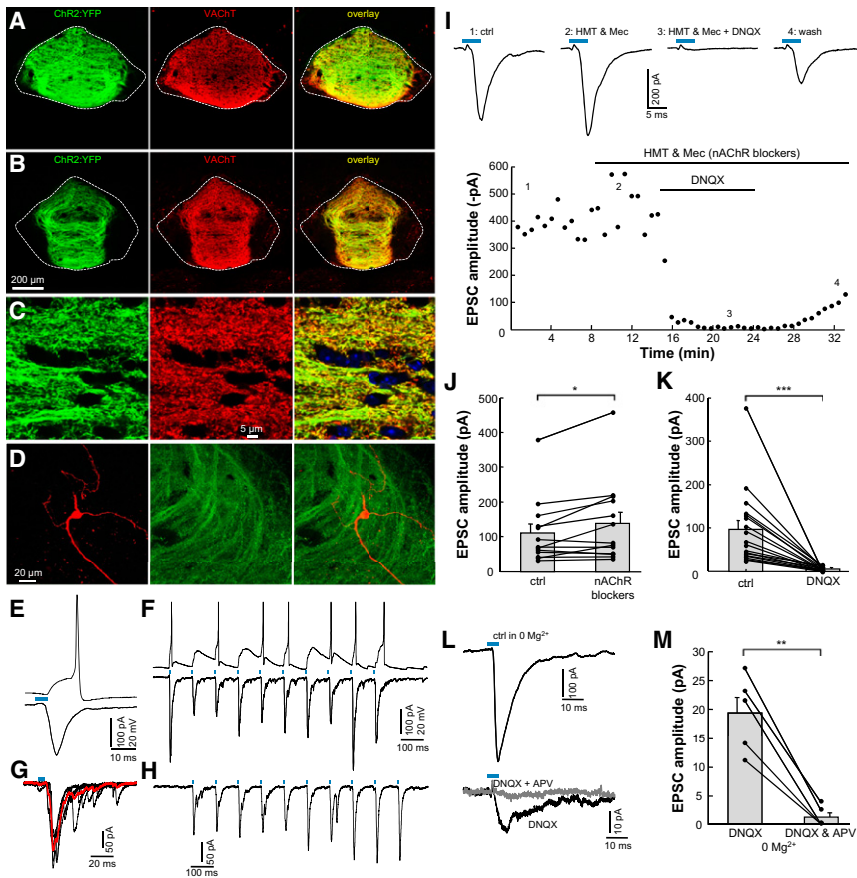 A
ChR2:YFP
VAChT
overlay
B
ChR2:YFP
VAChT
overlay
200 µm
C
5 µm
D
20 µm
E
100 pA
20 mV
10 ms
F
100 pA
20 mV
100 ms
G
50 pA
20 ms
H
50 pA
100 ms
I
1: ctrl
2: HMT & Mec
3: HMT & Mec + DNQX
4: wash
200 pA
5 ms
HMT & Mec (nAChR blockers)
DNQX
EPSC amplitude (-pA)
600
500
400
300
200
100
0
1
2
3
4
4
8
12
16
20
24
28
32
Time (min)
J
*
EPSC amplitude (pA)
500
400
300
200
100
0
ctrl
nAChR
blockers
K
***
EPSC amplitude (pA)
400
300
200
100
0
ctrl
DNQX
L
ctrl in 0 Mg²⁺
100 pA
10 ms
DNQX + APV
DNQX
10 pA
10 ms
M
**
EPSC amplitude (pA)
30
25
20
15
10
5
0
DNQX
DNQX & APV
0 Mg²⁺